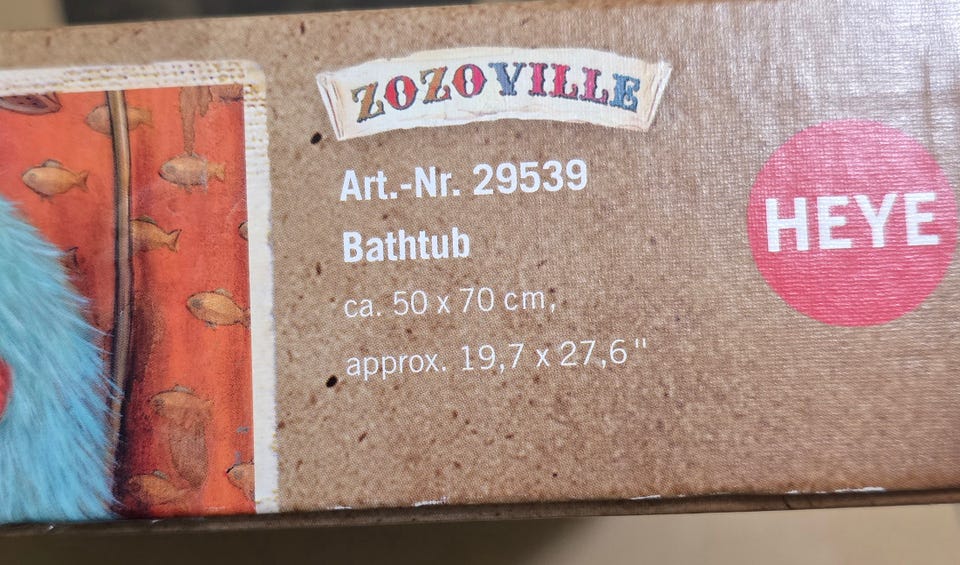 ZOZOVILLE
Art.-Nr. 29539
Bathtub
ca. 50 x 70 cm,
approx. 19,7 x 27,6"
HEYE